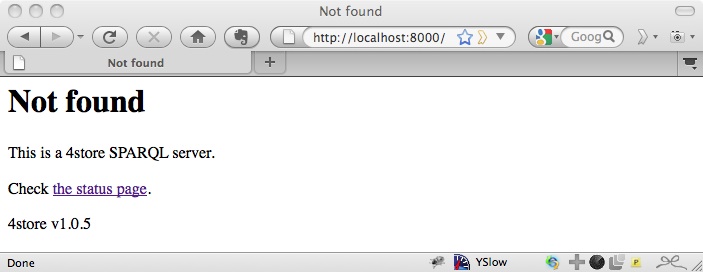 Not found
http://localhost:8000/
Goog
Not found
Not found
This is a 4store SPARQL server.
Check the status page.
4store v1.0.5
Done
YSlow